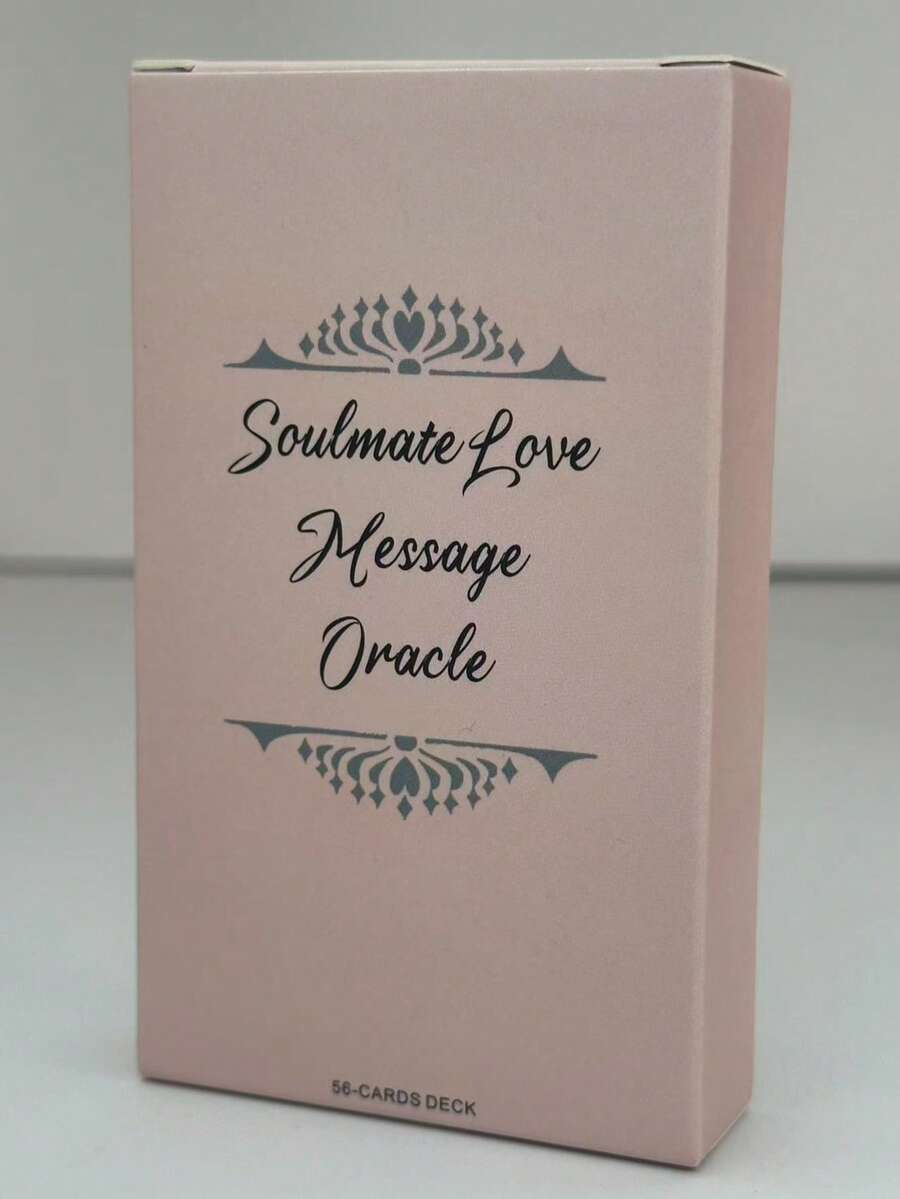 Soulmate Love
Message
Oracle
56-CARDS DECK